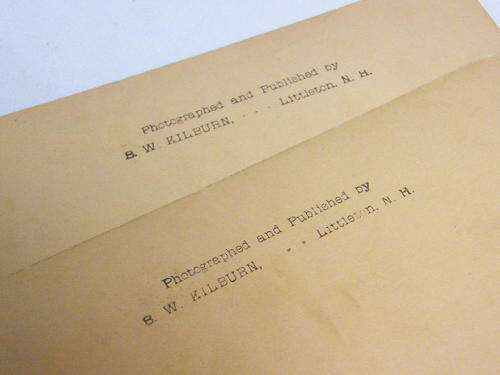 Photographed and Published by
S. W. KILBURN, - - - Littleton, N. H.
Photographed and Published by
S. W. KILBURN, - - Littleton, N. H.